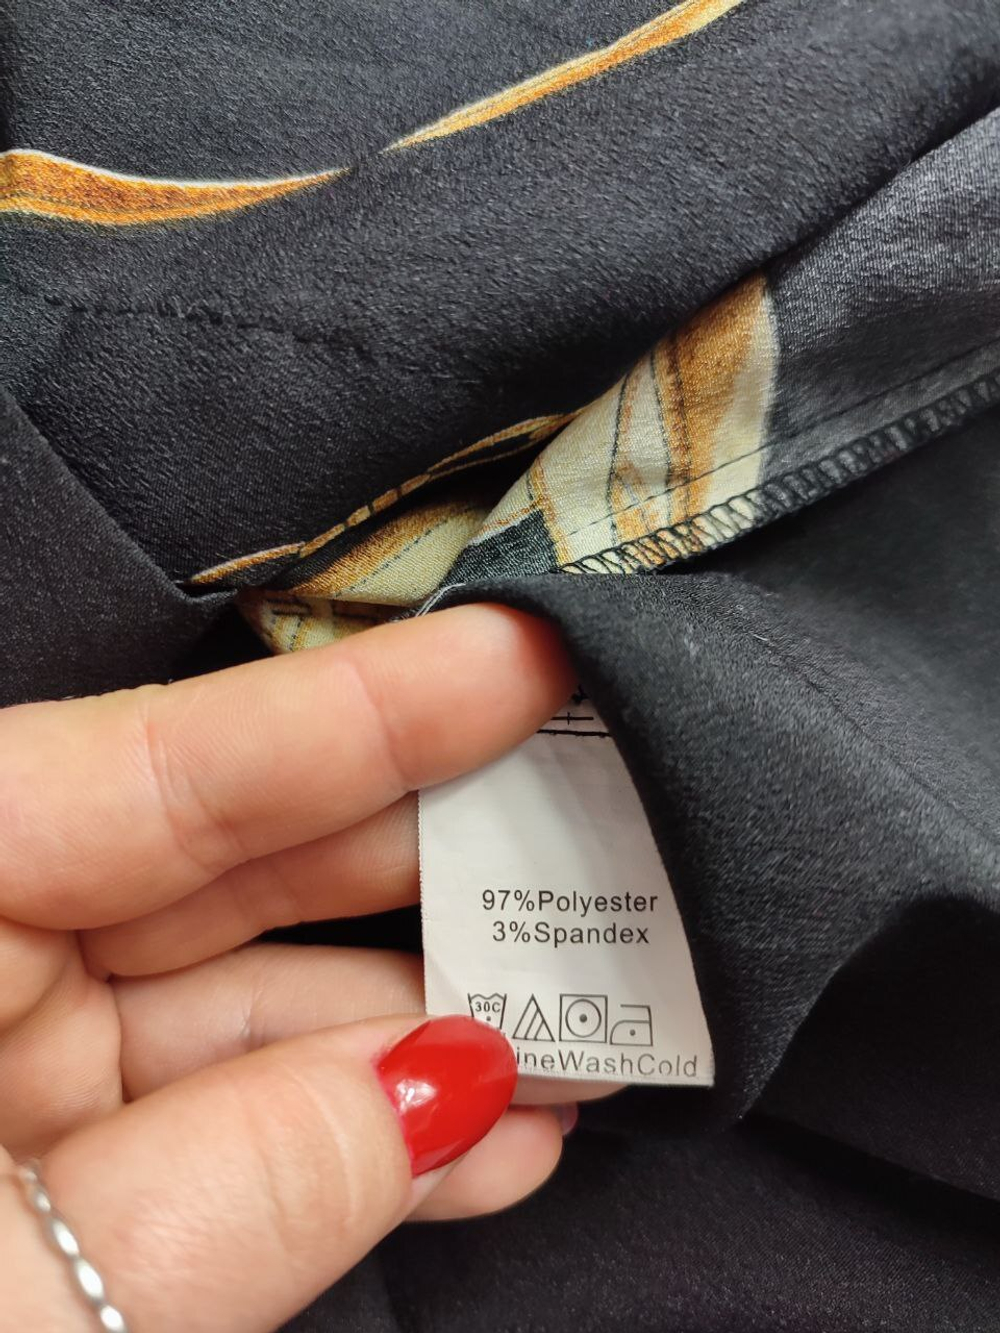 97%Polyester
3%Spandex
30C
ineWashCold